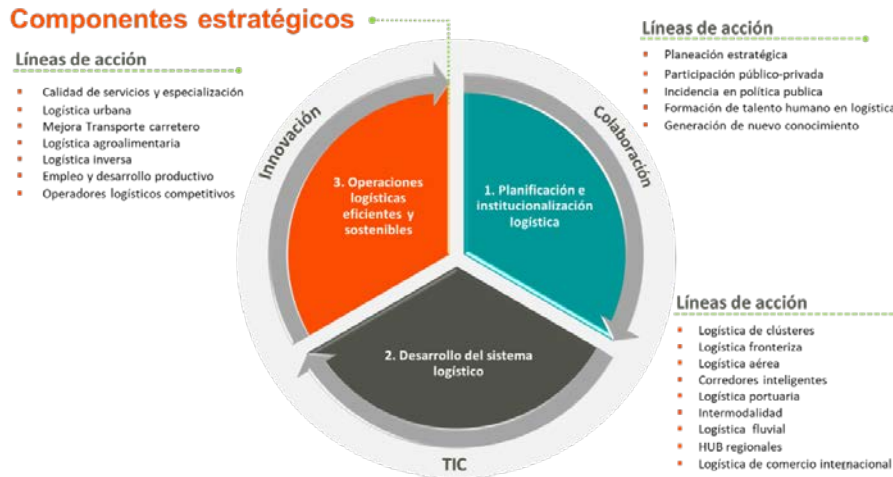 Componentes estratégicos
Líneas de acción
Calidad de servicios y especialización
Logística urbana
Mejora Transporte carretero
Logística agroalimentaria
Logística inversa
Empleo y desarrollo productivo
Operadores logísticos competitivos
Líneas de acción
Planeación estratégica
Participación público-privada
Incidencia en política publica
Formación de talento humano en logística
Generación de nuevo conocimiento
Innovación
Colaboración
3. Operaciones
logísticas
eficientes y
sostenibles
1. Planificación e
institucionalización
logística
2. Desarrollo del sistema
logístico
TIC
Líneas de acción
Logística de clústeres
Logística fronteriza
Logística aérea
Corredores inteligentes
Logística portuaria
Intermodalidad
Logística fluvial
HUB regionales
Logística de comercio internacional